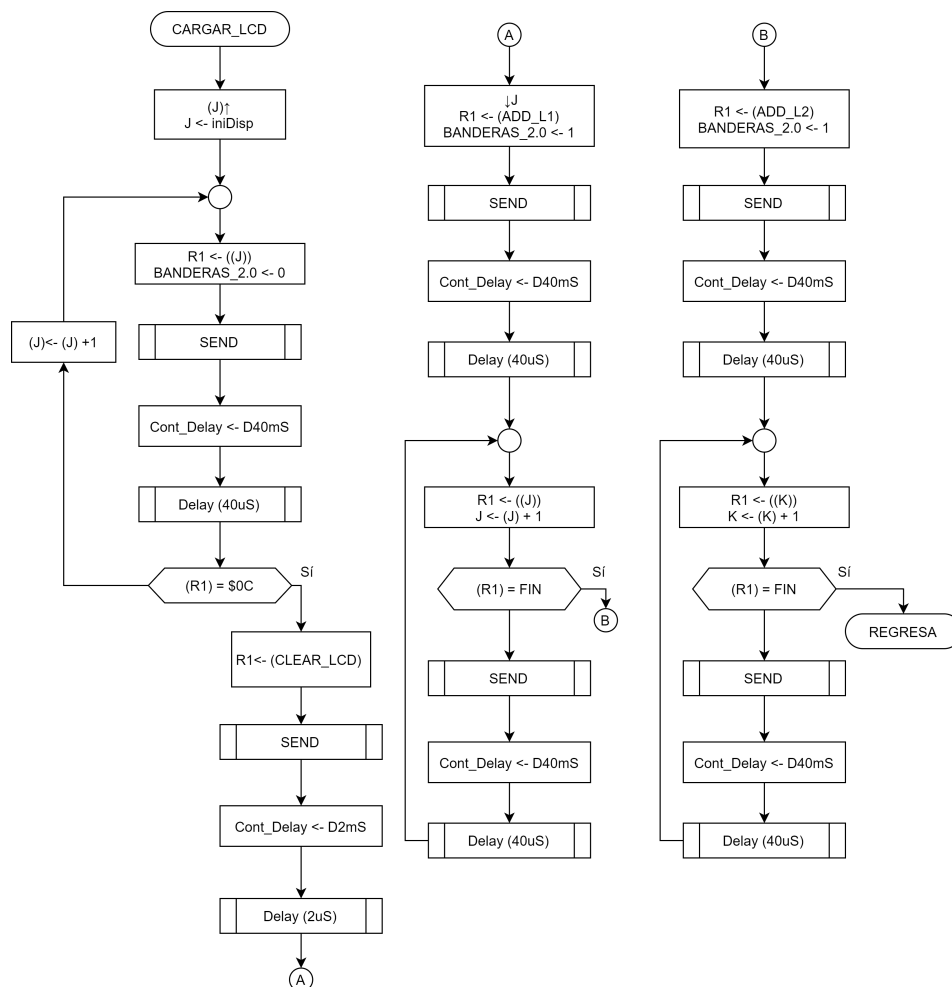 CARGAR_LCD
(J)↑
J <- iniDisp
R1 <- ((J))
BANDERAS_2.0 <- 0
(J)<- (J) +1
SEND
Cont_Delay <- D40mS
Delay (40uS)
(R1) = $0C
Sí
R1<- (CLEAR_LCD)
SEND
Cont_Delay <- D2mS
Delay (2uS)
A
A
↓J
R1 <- (ADD_L1)
BANDERAS_2.0 <- 1
SEND
Cont_Delay <- D40mS
Delay (40uS)
R1 <- ((J))
J <- (J) + 1
(R1) = FIN
Sí
B
SEND
Cont_Delay <- D40mS
Delay (40uS)
B
R1 <- (ADD_L2)
BANDERAS_2.0 <- 1
SEND
Cont_Delay <- D40mS
Delay (40uS)
R1 <- ((K))
K <- (K) + 1
(R1) = FIN
Sí
REGRESA
SEND
Cont_Delay <- D40mS
Delay (40uS)